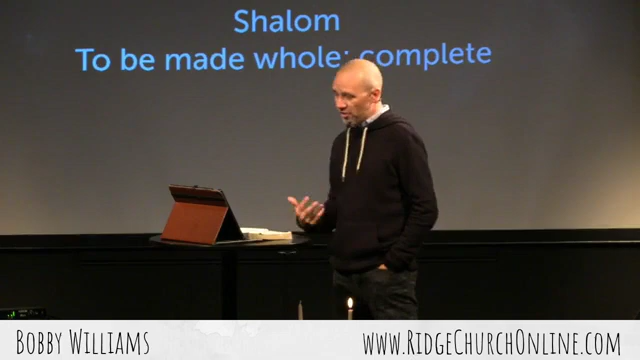 Shalom
To be made whole; complete
BOBBY WILLIAMS
WWW.RIDGECHURCHONLINE.COM